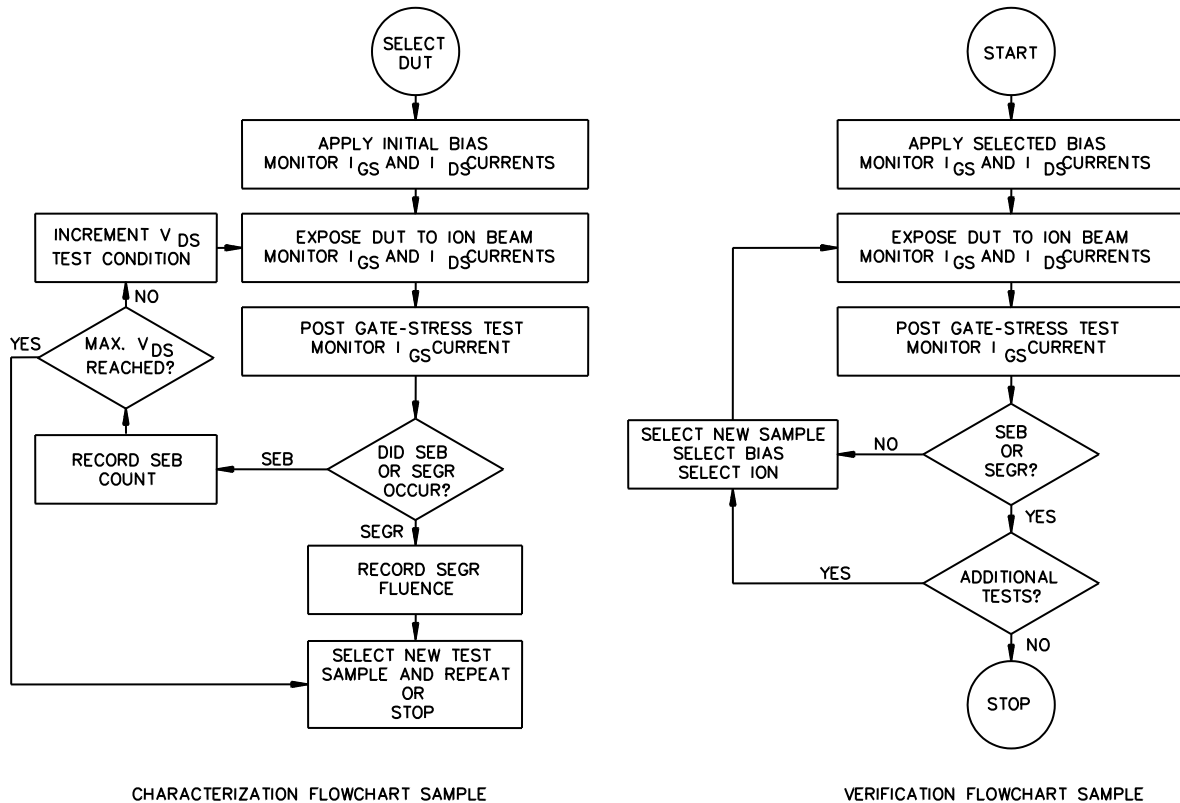 SELECT
DUT
APPLY INITIAL BIAS
MONITOR I GS AND I DS CURRENTS
INCREMENT V DS
TEST CONDITION
EXPOSE DUT TO ION BEAM
MONITOR I GS AND I DS CURRENTS
NO
YES
MAX. V DS
REACHED?
POST GATE-STRESS TEST
MONITOR I GS CURRENT
RECORD SEB
COUNT
SEB
DID SEB
OR SEGR
OCCUR?
SEGR
RECORD SEGR
FLUENCE
SELECT NEW TEST
SAMPLE AND REPEAT
OR
STOP
CHARACTERIZATION FLOWCHART SAMPLE
START
APPLY SELECTED BIAS
MONITOR I GS AND I DS CURRENTS
EXPOSE DUT TO ION BEAM
MONITOR I GS AND I DS CURRENTS
POST GATE-STRESS TEST
MONITOR I GS CURRENT
SELECT NEW SAMPLE
SELECT BIAS
SELECT ION
NO
SEB
OR
SEGR?
YES
YES
ADDITIONAL
TESTS?
NO
STOP
VERIFICATION FLOWCHART SAMPLE